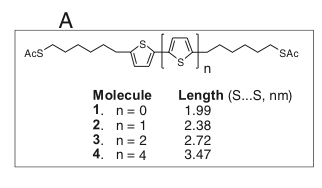 A
AcS S S SAc
n
Molecule Length (S...S, nm)
1. n = 0 1.99
2. n = 1 2.38
3. n = 2 2.72
4. n = 4 3.47